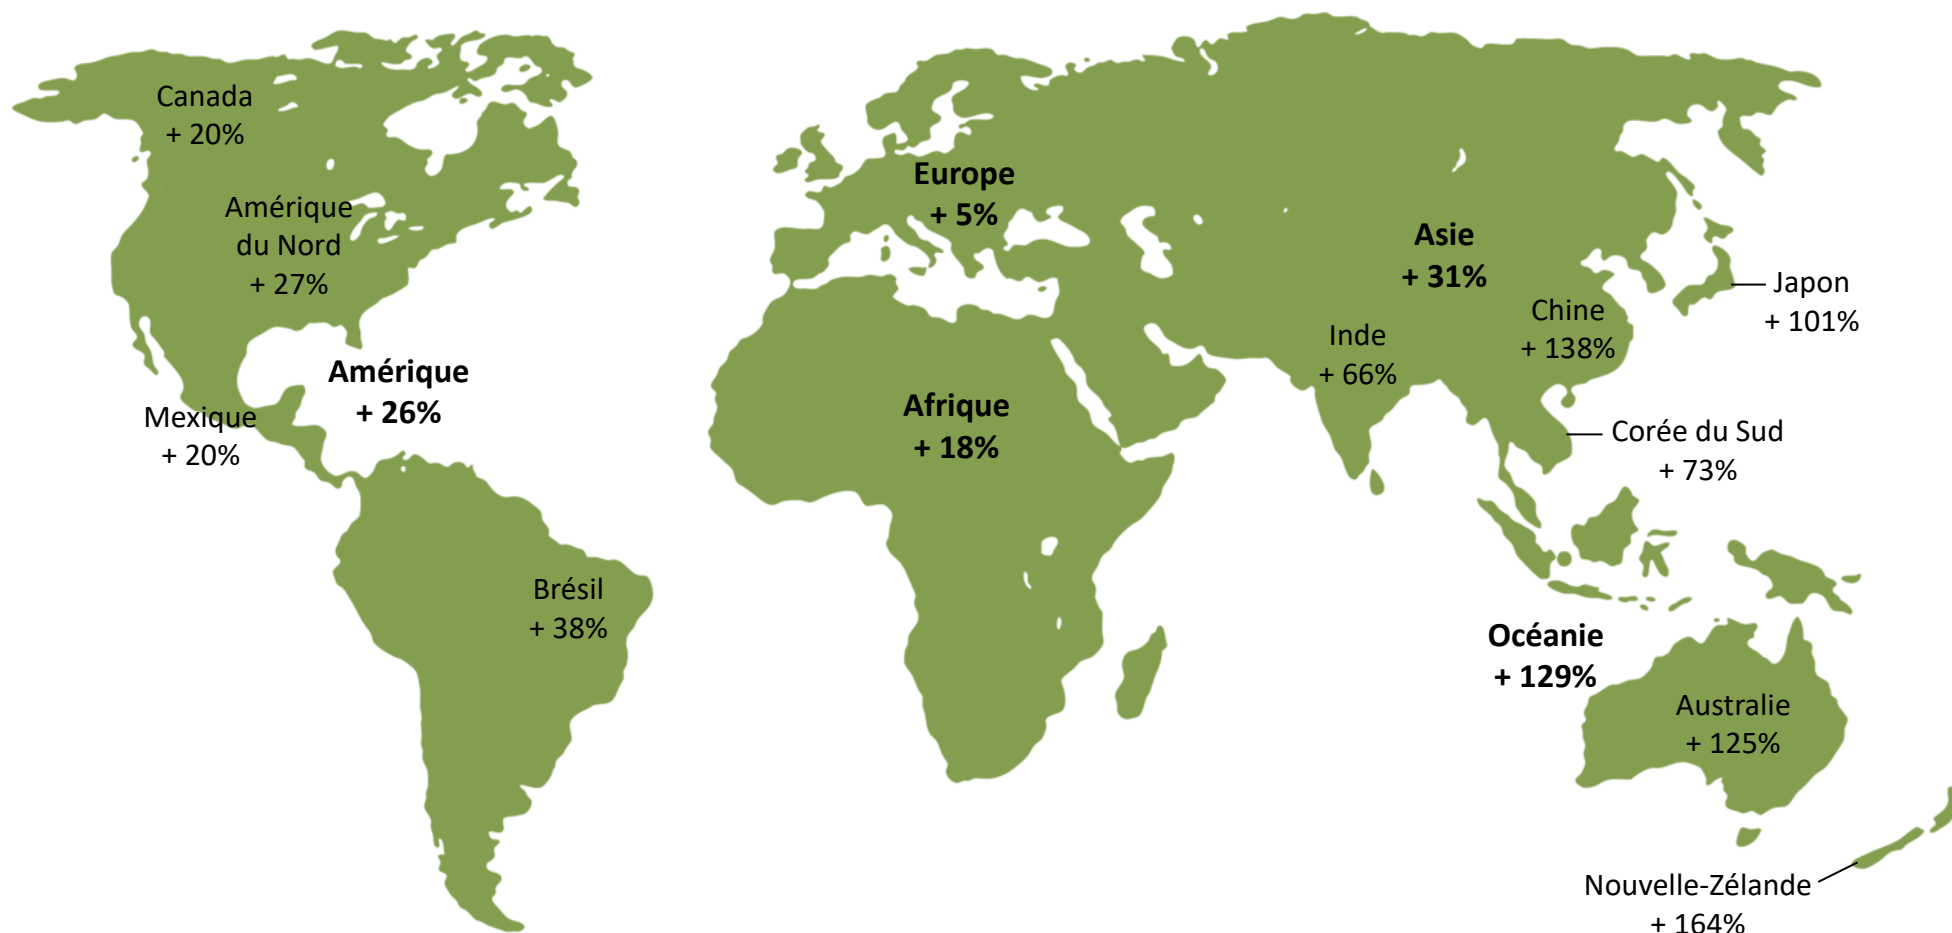 Canada
+ 20%
Amérique
du Nord
+ 27%
Amérique
+ 26%
Mexique
+ 20%
Brésil
+ 38%
Europe
+ 5%
Afrique
+ 18%
Asie
+ 31%
Inde
+ 66%
Chine
+ 138%
Japon
+ 101%
Corée du Sud
+ 73%
Océanie
+ 129%
Australie
+ 125%
Nouvelle-Zélande
+ 164%